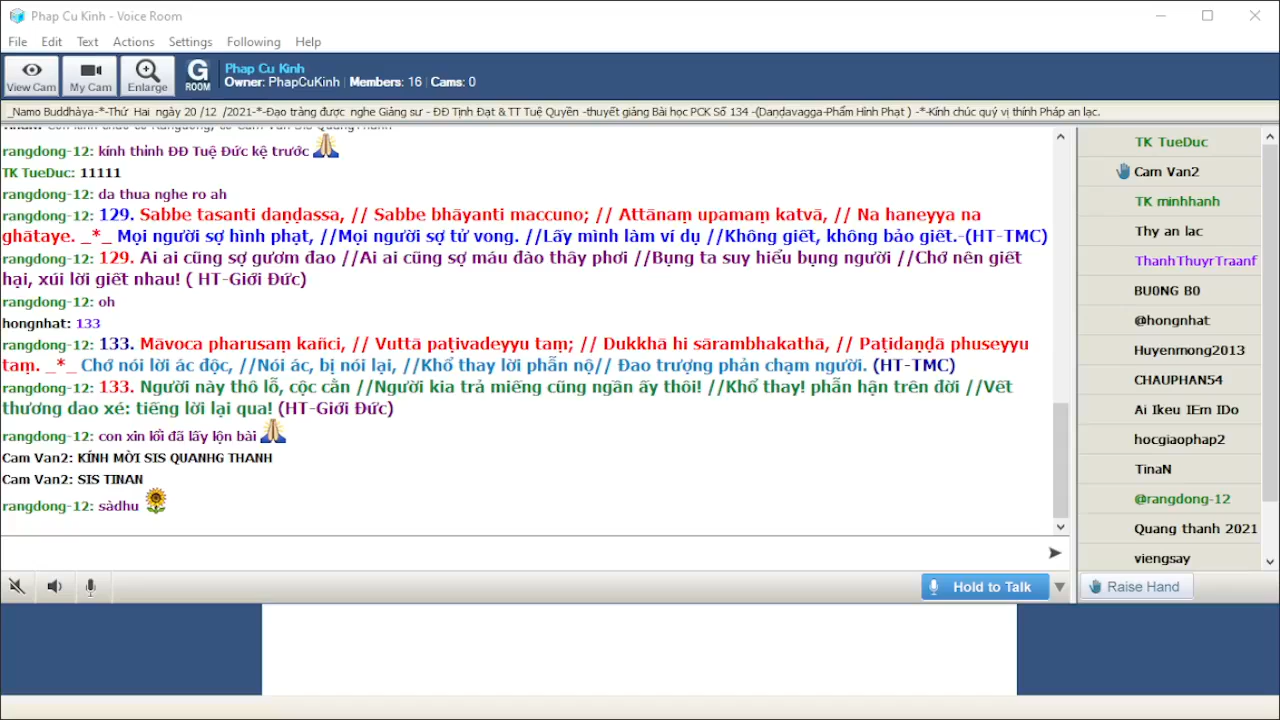 Phap Cu Kinh - Voice Room
File Edit Text Actions Settings Following Help
View Cam My Cam Enlarge G ROOM
Phap Cu Kinh
Owner: PhapCuKinh Members: 16 Cams: 0
_Namo Buddhàya-*-Thứ Hai ngày 20 /12 /2021-*-Đạo tràng được nghe Giảng sư - ĐĐ Tịnh Đạt & TT Tuệ Quyền -thuyết giảng Bài học PCK Số 134 -(Daṇḍavagga-Phẩm Hình Phạt ) -*-Kính chúc quý vị thính Pháp an lạc.
rangdong-12: kính thỉnh ĐĐ Tuệ Đức kệ trước
TK TueDuc: 11111
rangdong-12: da thua nghe ro ah
rangdong-12: 129. Sabbe tasanti daṇḍassa, // Sabbe bhāyanti maccuno; // Attānaṃ upamaṃ katvā, // Na haneyya na
ghātaye. _*_ Mọi người sợ hình phạt, //Mọi người sợ tử vong. //Lấy mình làm ví dụ //Không giết, không bảo giết.-(HT-TMC)
rangdong-12: 129. Ai ai cũng sợ gươm đao //Ai ai cũng sợ máu đào thây phơi //Bụng ta suy hiểu bụng người //Chớ nên giết
hại, xúi lời giết nhau! ( HT-Giới Đức)
rangdong-12: oh
hongnhat: 133
rangdong-12: 133. Māvoca pharusaṃ kañci, // Vuttā paṭivadeyyu taṃ; // Dukkhā hi sārambhakathā, // Paṭidaṇḍā phuseyyu
taṃ. _*_ Chớ nói lời ác độc, //Nói ác, bị nói lại, //Khổ thay lời phẫn nộ// Đao trượng phản chạm người. (HT-TMC)
rangdong-12: 133. Người này thô lỗ, cộc cằn //Người kia trả miếng cũng ngần ấy thôi! //Khổ thay! phẫn hận trên đời //Vết
thương dao xé: tiếng lời lại qua! (HT-Giới Đức)
rangdong-12: con xin lỗi đã lấy lộn bài
Cam Van2: KÍNH MỜI SIS QUANHG THANH
Cam Van2: SIS TINAN
rangdong-12: sàdhu
TK TueDuc
Cam Van2
TK minhhanh
Thy an lac
ThanhThuyrTraanf
BU0NG B0
@hongnhat
Huyenmong2013
CHAUPHAN54
Ai Ikeu IEm IDo
hocgiaophap2
TinaN
@rangdong-12
Quang thanh 2021
viengsay
Hold to Talk
Raise Hand